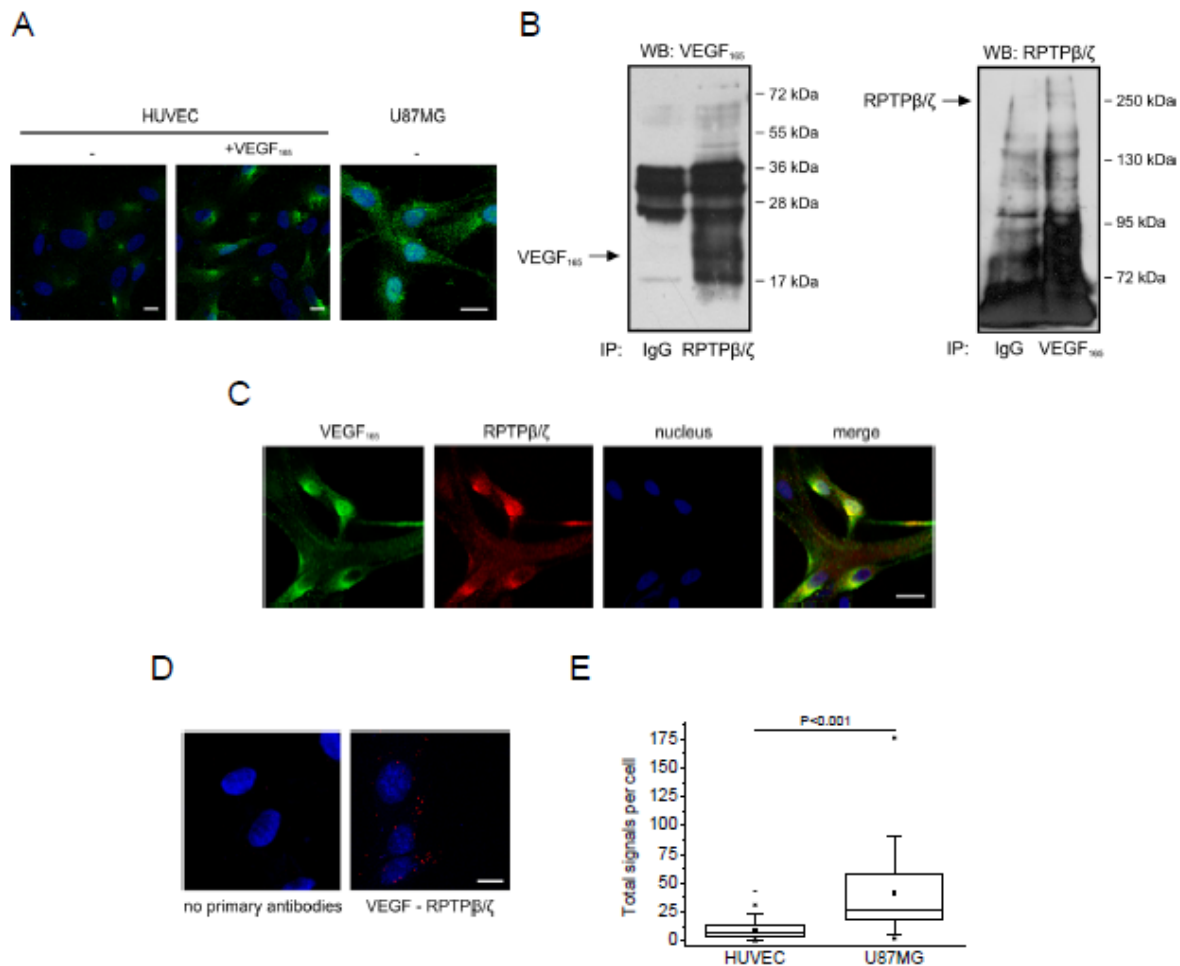 A
HUVEC
U87MG
-
+VEGF₁₆₅
-
B
WB: VEGF₁₆₅
72 kDa
55 kDa
36 kDa
28 kDa
VEGF₁₆₅
17 kDa
IP: IgG RPTPβ/ζ
WB: RPTPβ/ζ
RPTPβ/ζ
250 kDa
130 kDa
95 kDa
72 kDa
IP: IgG VEGF₁₆₅
C
VEGF₁₆₅
RPTPβ/ζ
nucleus
merge
D
no primary antibodies
VEGF - RPTPβ/ζ
E
P<0.001
Total signals per cell
175
150
125
100
75
50
25
0
HUVEC
U87MG